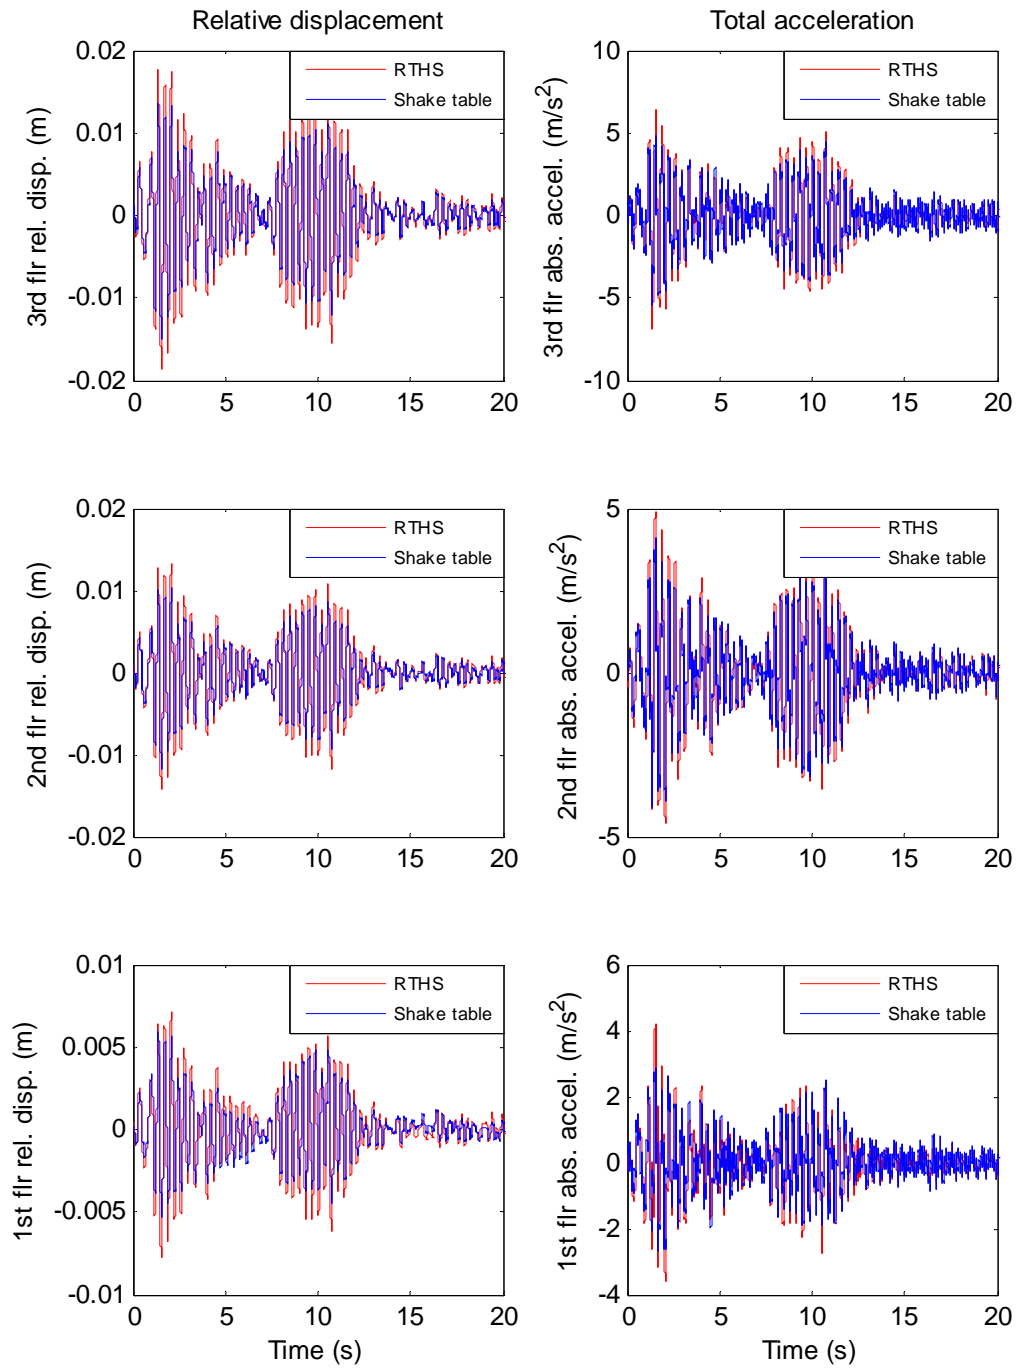 Relative displacement
Total acceleration
3rd flr rel. disp. (m)
0.02
0.01
0
-0.01
-0.02
0 5 10 15 20
RTHS
Shake table
3rd flr abs. accel. (m/s²)
10
5
0
-5
-10
0 5 10 15 20
RTHS
Shake table
2nd flr rel. disp. (m)
0.02
0.01
0
-0.01
-0.02
0 5 10 15 20
RTHS
Shake table
2nd flr abs. accel. (m/s²)
5
0
-5
0 5 10 15 20
RTHS
Shake table
1st flr rel. disp. (m)
0.01
0.005
0
-0.005
-0.01
0 5 10 15 20
Time (s)
RTHS
Shake table
1st flr abs. accel. (m/s²)
6
4
2
0
-2
-4
0 5 10 15 20
Time (s)
RTHS
Shake table